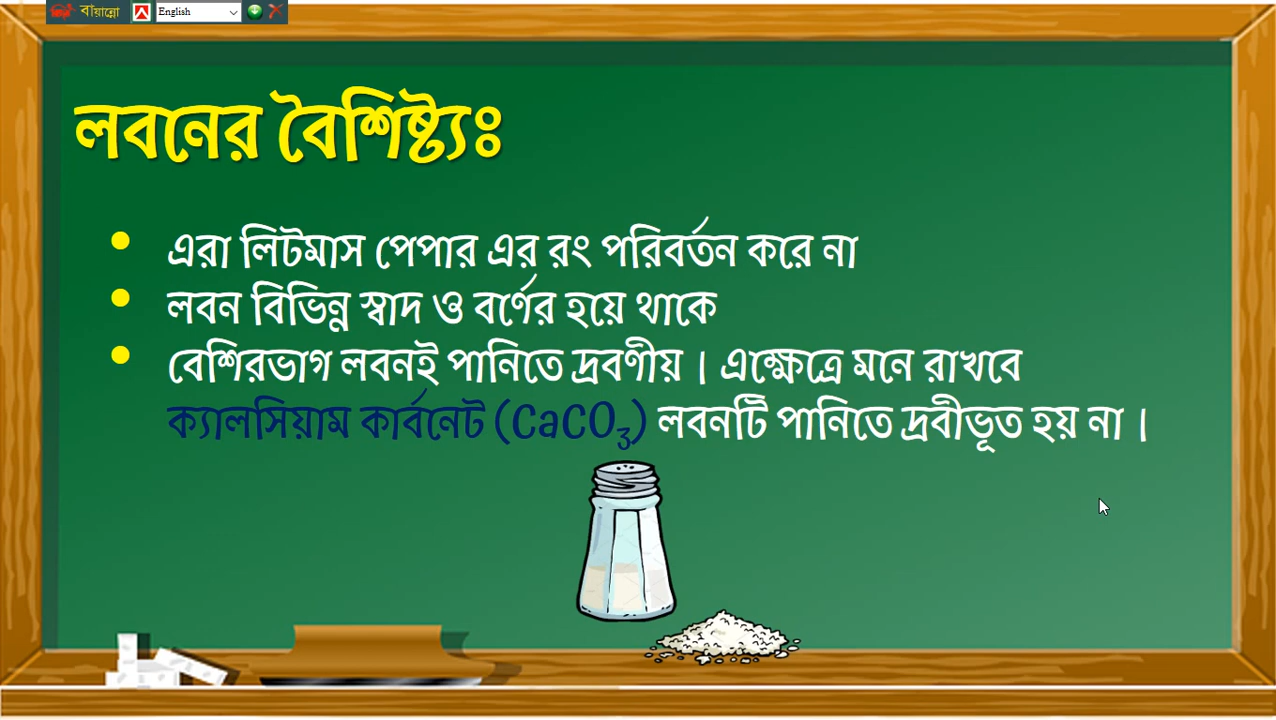 বায়ান্নো English
লবনের বৈশিষ্ট্যঃ
• এরা লিটমাস পেপার এর রং পরিবর্তন করে না
• লবন বিভিন্ন স্বাদ ও বর্ণের হয়ে থাকে
• বেশিরভাগ লবনই পানিতে দ্রবণীয় । এক্ষেত্রে মনে রাখবে
ক্যালসিয়াম কার্বনেট (CaCO₃) লবনটি পানিতে দ্রবীভূত হয় না ।